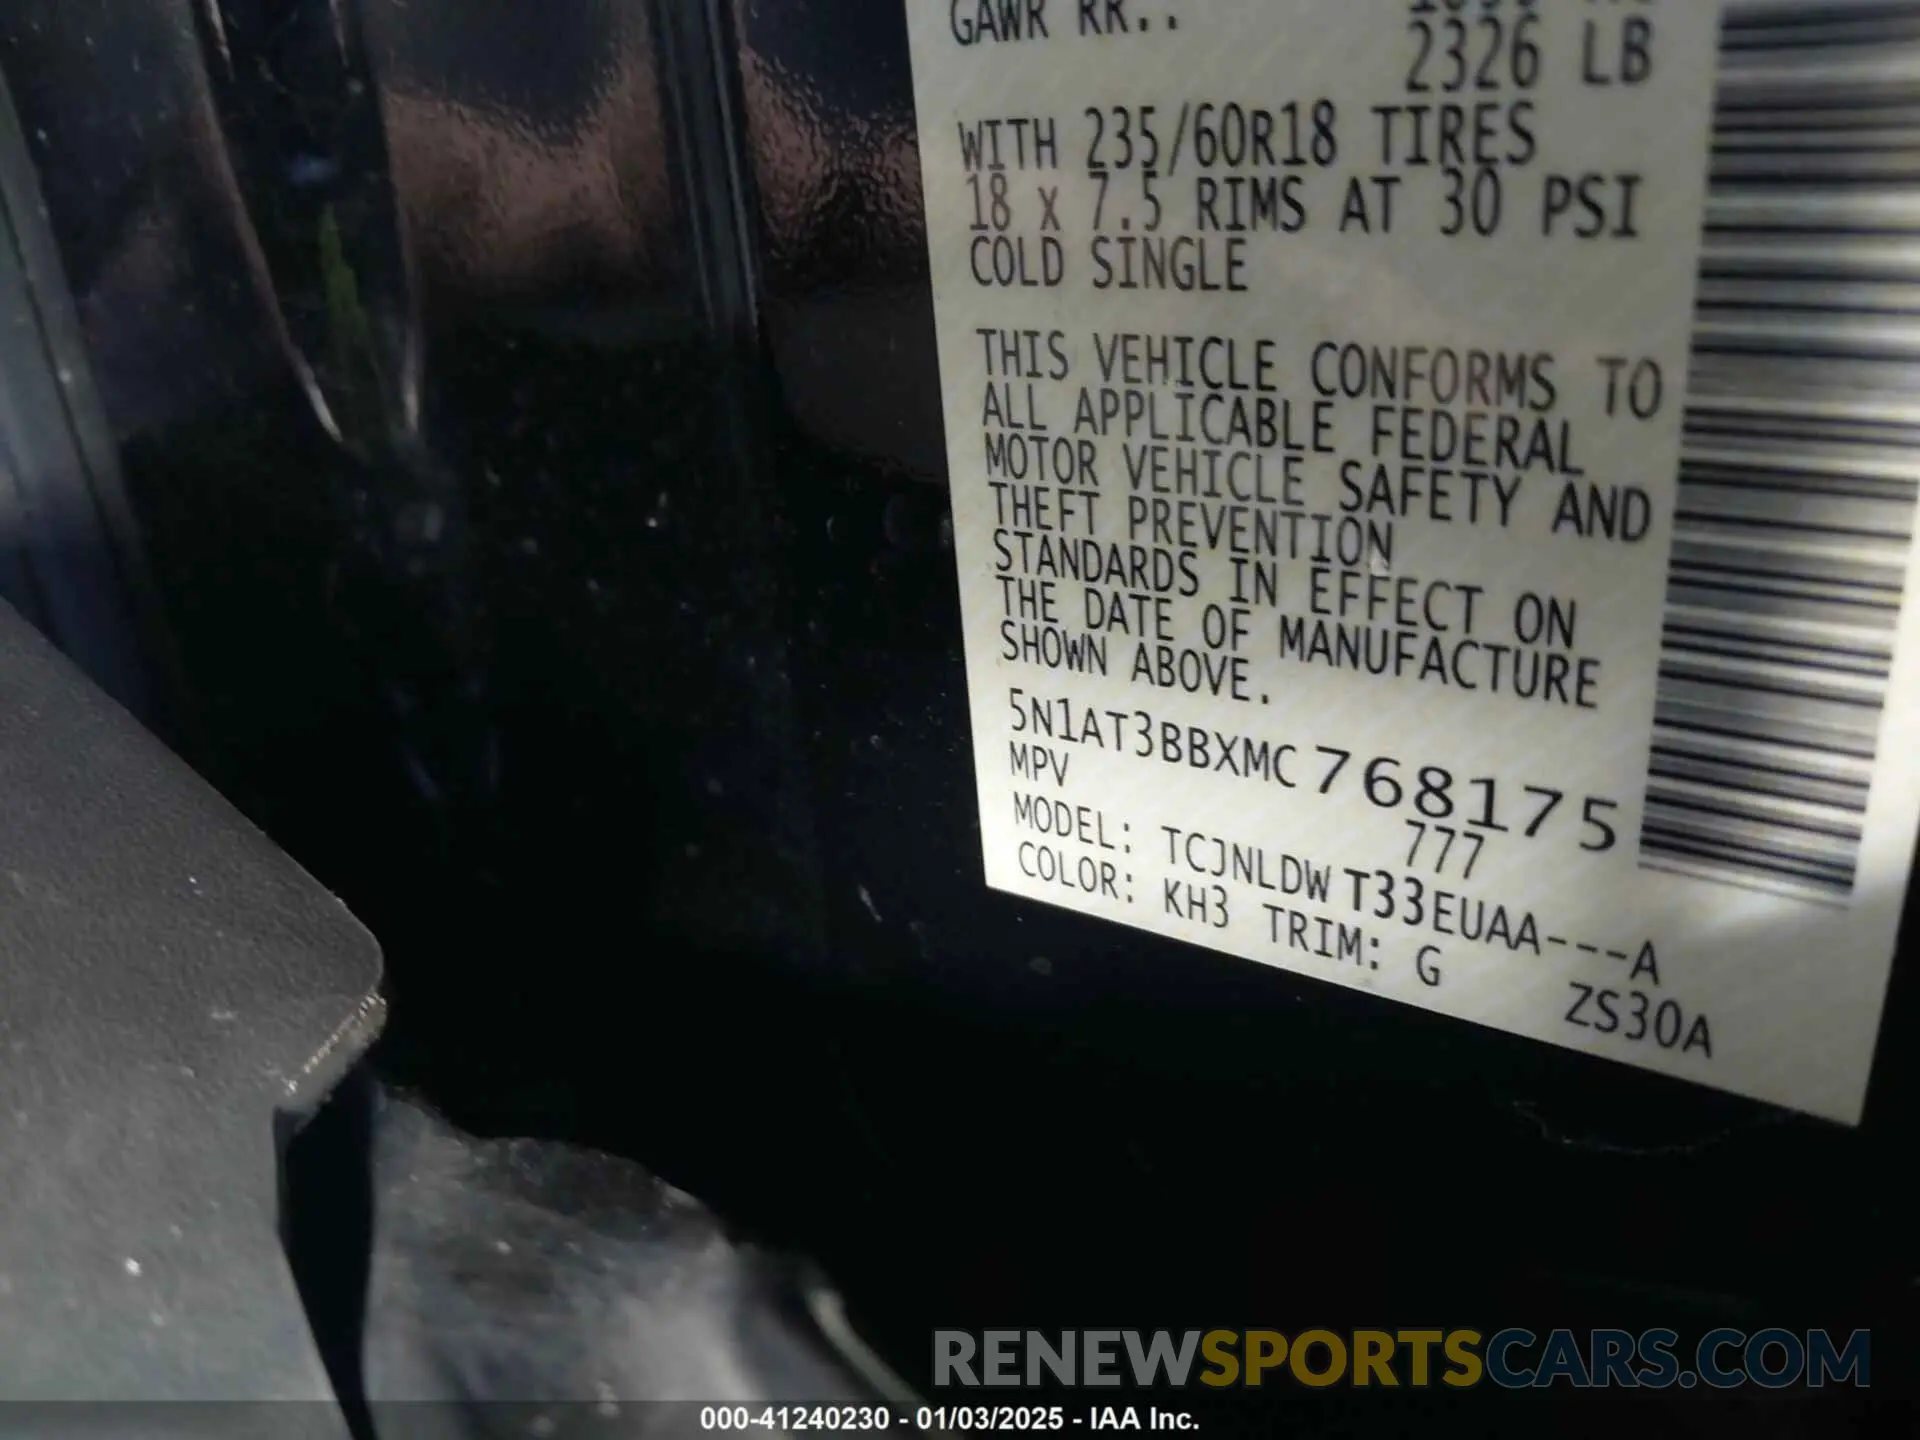 GAWR RR..
2326 LB
WITH 235/60R18 TIRES
18 x 7.5 RIMS AT 30 PSI
COLD SINGLE
THIS VEHICLE CONFORMS TO
ALL APPLICABLE FEDERAL
MOTOR VEHICLE SAFETY AND
THEFT PREVENTION
STANDARDS IN EFFECT ON
THE DATE OF MANUFACTURE
SHOWN ABOVE.
5N1AT3BBXMC768175
MPV 777
MODEL: TCJNLDWT33EUAA---A
COLOR: KH3 TRIM: G
ZS30A
RENEWSPORTSCARS.COM
000-41240230 - 01/03/2025 - IAA Inc.